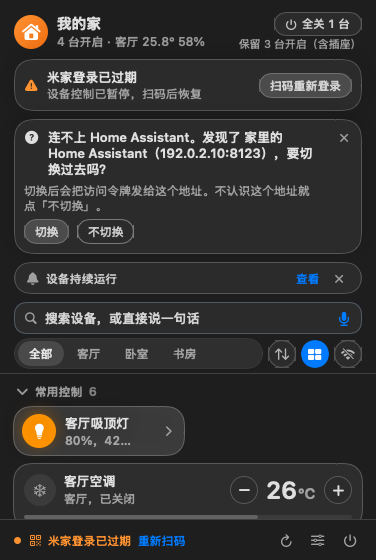 我的家
全关 1 台
4 台开启 · 客厅 25.8° 58%
保留 3 台开启（含插座）
米家登录已过期
设备控制已暂停，扫码后恢复
扫码重新登录
连不上 Home Assistant。发现了 家里的
Home Assistant（192.0.2.10:8123），要切
换过去吗？
切换后会把访问令牌发给这个地址。不认识这个地址就
点「不切换」。
切换
不切换
设备持续运行
查看
搜索设备，或直接说一句话
全部
客厅
卧室
书房
常用控制 6
客厅吸顶灯
80%，42...
客厅空调
客厅，已关闭
26°C
米家登录已过期
重新扫码